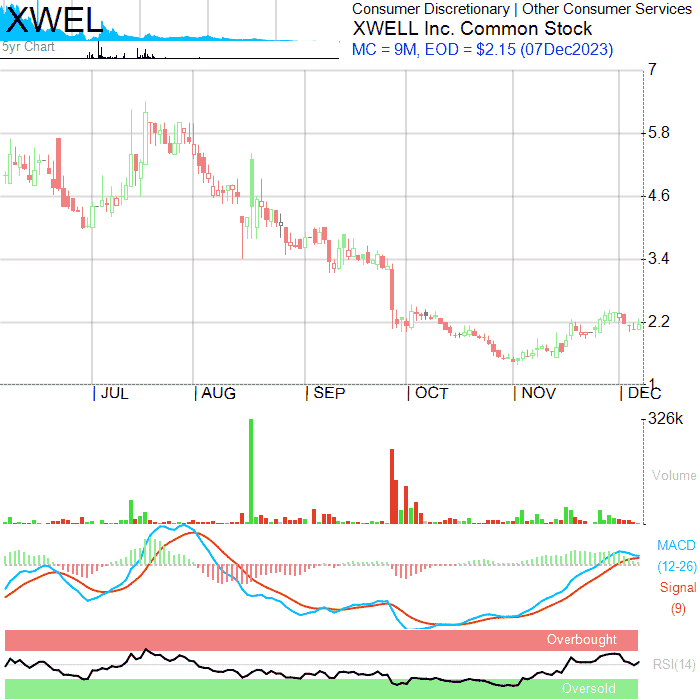 XWEL
5yr Chart
Consumer Discretionary | Other Consumer Services
XWELL Inc. Common Stock
MC = 9M, EOD = $2.15 (07Dec2023)
7
5.8
4.6
3.4
2.2
1
JUL AUG SEP OCT NOV DEC
326k
Volume
MACD
(12-26)
Signal
(9)
Overbought
RSI(14)
Oversold